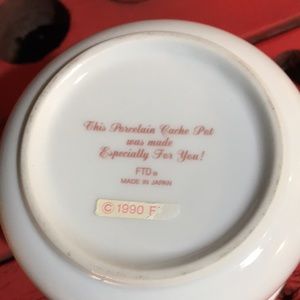 This Porcelain Cache Pot
was made
Especially For You!
FTD®
MADE IN JAPAN
© 1990 F